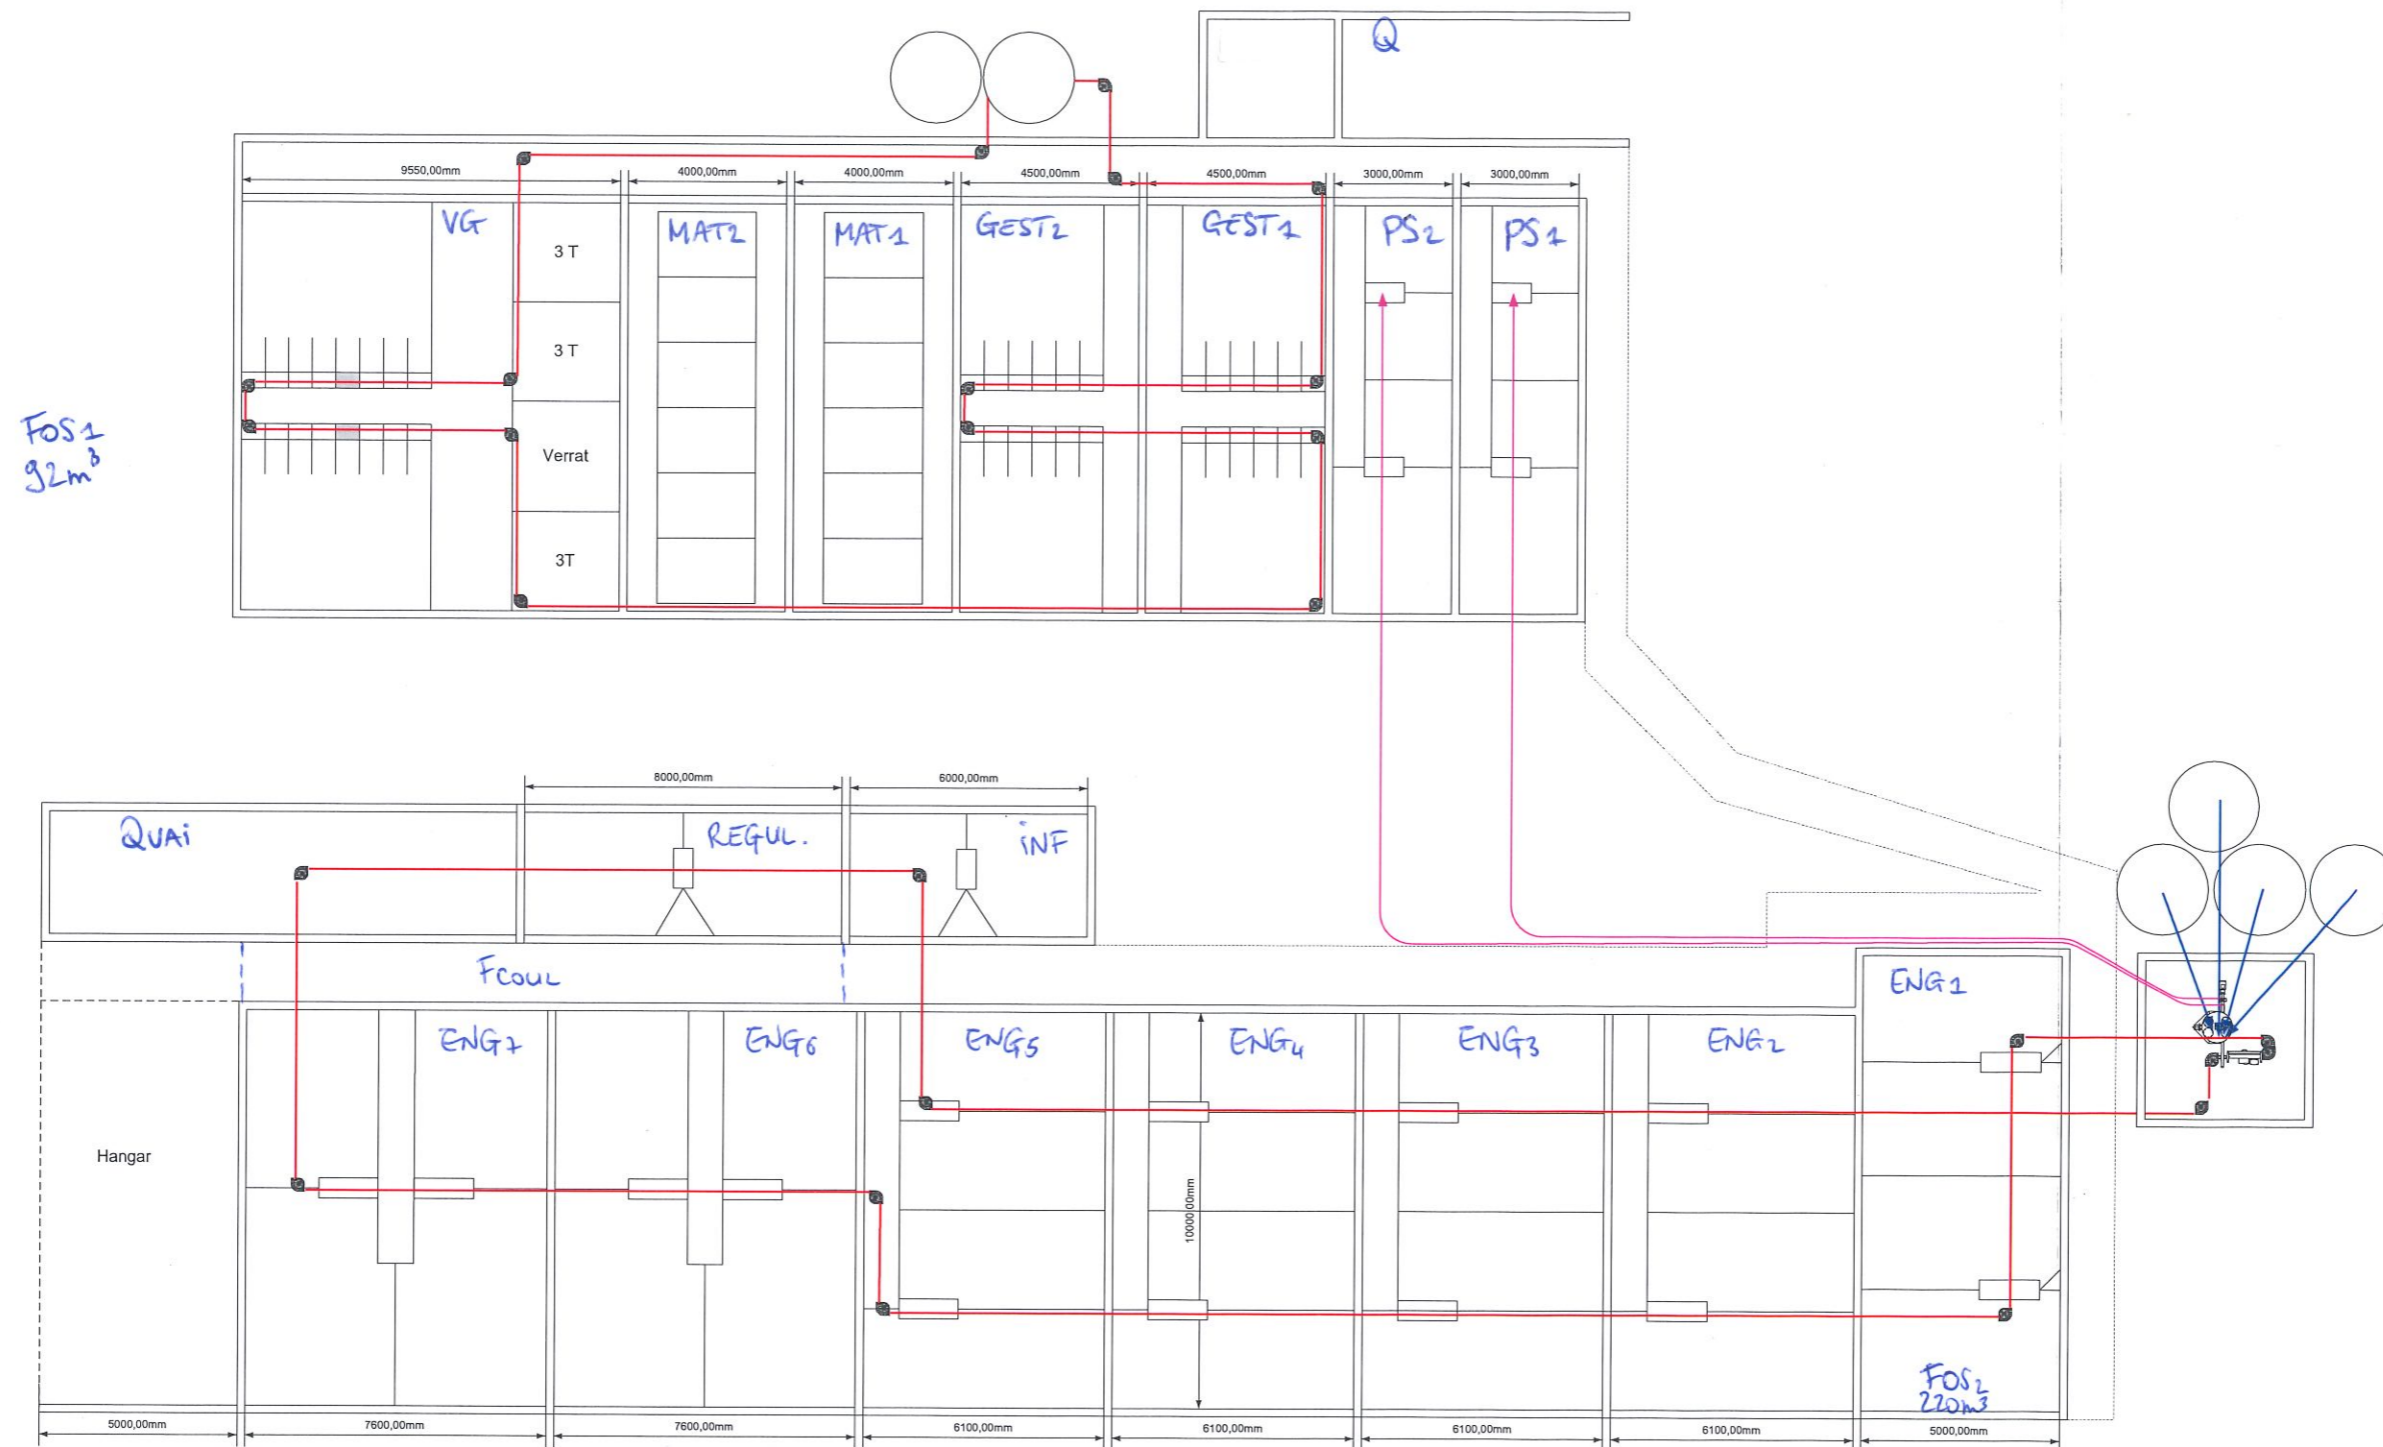 Q
9550,00mm
4000,00mm
4000,00mm
4500,00mm
4500,00mm
3000,00mm
3000,00mm
VG
3 T
MAT2
MAT1
GEST2
GEST1
PS2
PS1
3 T
FOS1
92m³
Verrat
3T
8000,00mm
6000,00mm
QUAi
REGUL.
iNF
FCOUL
ENG1
ENG7
ENG6
ENG5
ENG4
ENG3
ENG2
Hangar
10000,00mm
FOS2
220m³
5000,00mm
7600,00mm
7600,00mm
6100,00mm
6100,00mm
6100,00mm
6100,00mm
5000,00mm